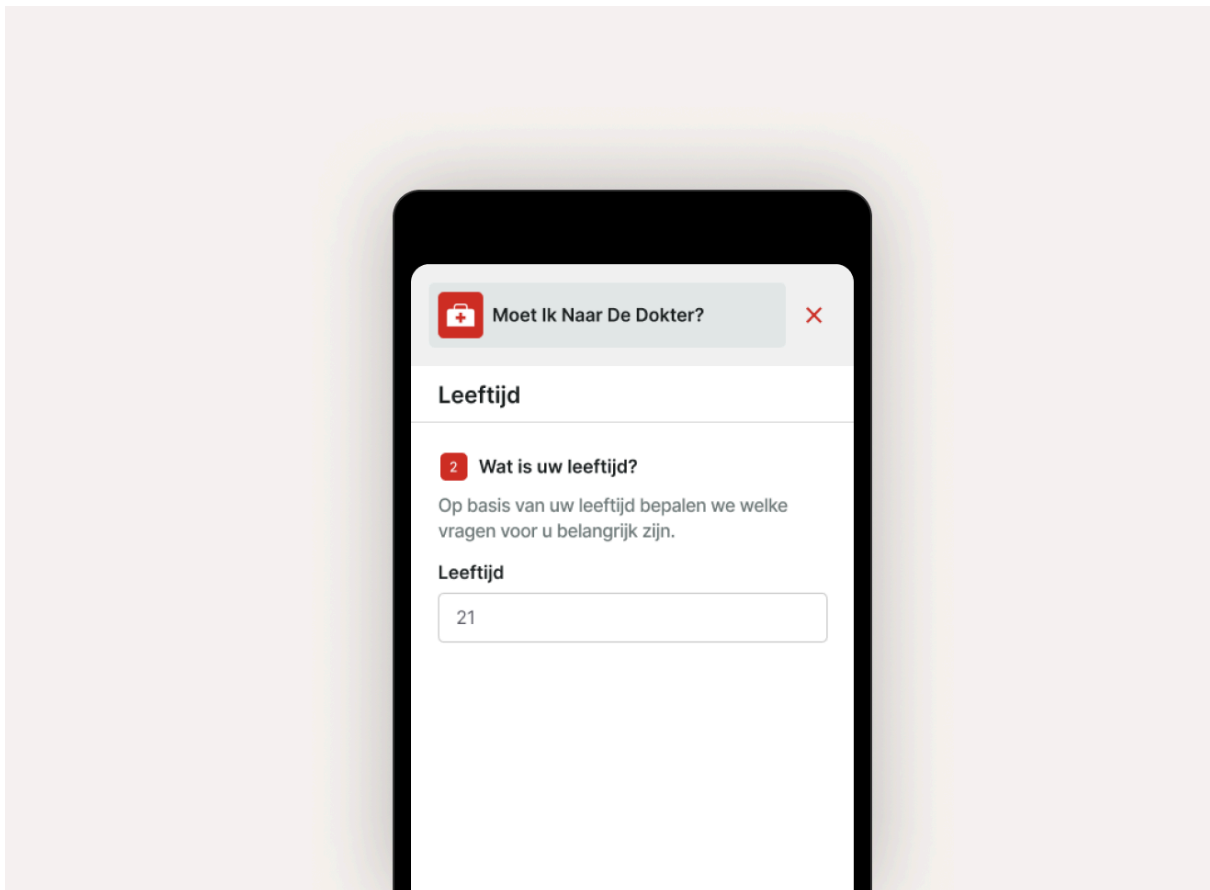 Moet Ik Naar De Dokter?
Leeftijd
2 Wat is uw leeftijd?
Op basis van uw leeftijd bepalen we welke
vragen voor u belangrijk zijn.
Leeftijd
21